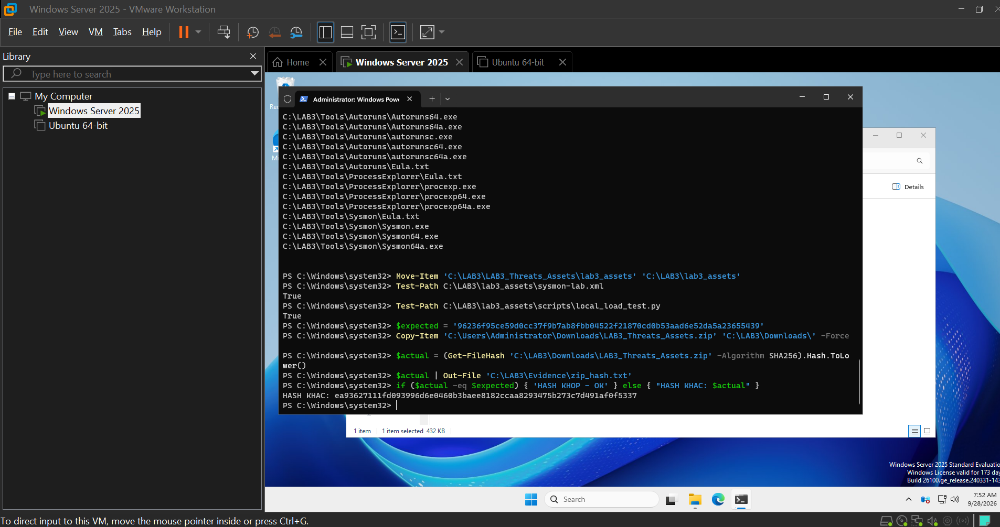 Windows Server 2025 - VMware Workstation
File Edit View VM Tabs Help
Library
Type here to search
My Computer
Windows Server 2025
Ubuntu 64-bit
Home
Windows Server 2025
Ubuntu 64-bit
Administrator: Windows Powe
C:\LAB3\Tools\Autoruns\Autoruns64.exe
C:\LAB3\Tools\Autoruns\Autoruns64a.exe
C:\LAB3\Tools\Autoruns\autorunsc.exe
C:\LAB3\Tools\Autoruns\autorunsc64.exe
C:\LAB3\Tools\Autoruns\autorunsc64a.exe
C:\LAB3\Tools\Autoruns\Eula.txt
C:\LAB3\Tools\ProcessExplorer\Eula.txt
C:\LAB3\Tools\ProcessExplorer\procexp.exe
C:\LAB3\Tools\ProcessExplorer\procexp64.exe
C:\LAB3\Tools\ProcessExplorer\procexp64a.exe
C:\LAB3\Tools\Sysmon\Eula.txt
C:\LAB3\Tools\Sysmon\Sysmon.exe
C:\LAB3\Tools\Sysmon\Sysmon64.exe
C:\LAB3\Tools\Sysmon\Sysmon64a.exe
PS C:\Windows\system32> Move-Item 'C:\LAB3\LAB3_Threats_Assets\lab3_assets' 'C:\LAB3\lab3_assets'
PS C:\Windows\system32> Test-Path C:\LAB3\lab3_assets\sysmon-lab.xml
True
PS C:\Windows\system32> Test-Path C:\LAB3\lab3_assets\scripts\local_load_test.py
True
PS C:\Windows\system32> $expected = '96236f95ce59d0cc37f9b7ab8fbb04522f21870cd0b53aad6e52da5a23655439'
PS C:\Windows\system32> Copy-Item 'C:\Users\Administrator\Downloads\LAB3_Threats_Assets.zip' 'C:\LAB3\Downloads\' -Force
PS C:\Windows\system32> $actual = (Get-FileHash 'C:\LAB3\Downloads\LAB3_Threats_Assets.zip' -Algorithm SHA256).Hash.ToLo
wer()
PS C:\Windows\system32> $actual | Out-File 'C:\LAB3\Evidence\zip_hash.txt'
PS C:\Windows\system32> if ($actual -eq $expected) { 'HASH KHOP - OK' } else { "HASH KHAC: $actual" }
HASH KHAC: ea93627111fd093996d6e0460b3baee8182ccaa8293475b273c7d491af0f5337
PS C:\Windows\system32>
Details
1 item 1 item selected 432 KB
Windows Server 2025 Standard Evaluatio
Windows License valid for 173 day
Build 26100.ge_release.240331-143
Search
7:52 AM
9/28/2026
To direct input to this VM, move the mouse pointer inside or press Ctrl+G.